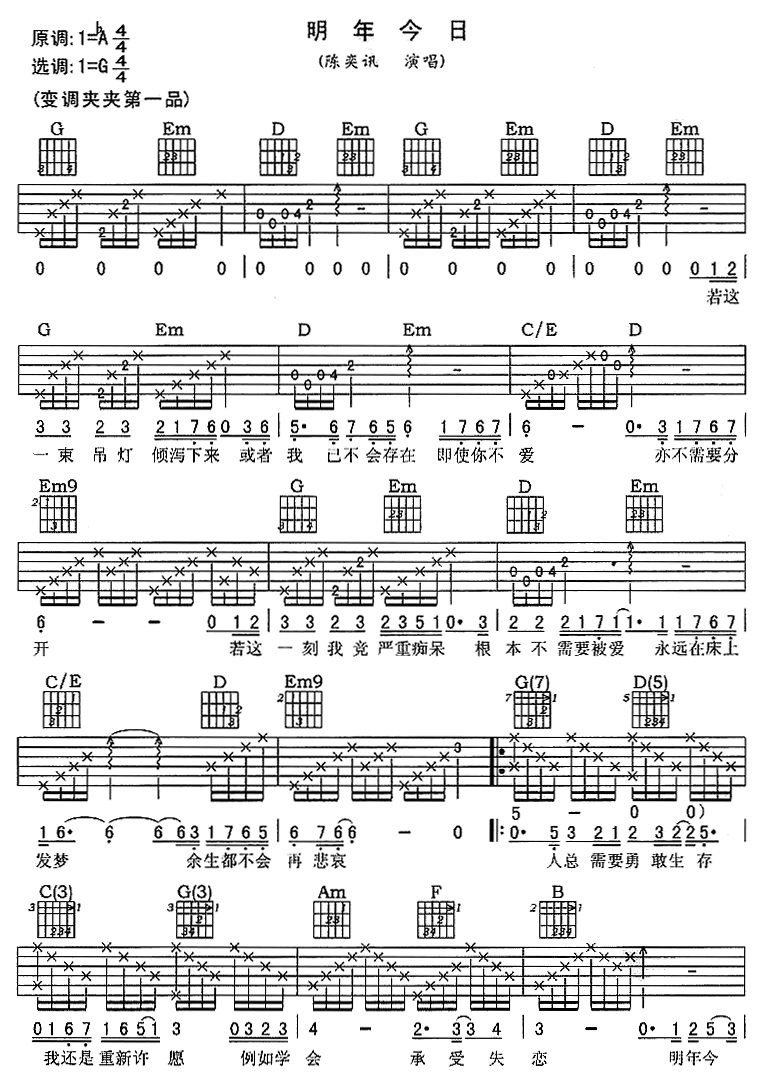 明年今日
原调:1=♭A 4/4
(陈奕讯 演唱)
选调:1=G 4/4
(变调夹夹第一品)
G Em D Em G Em D Em
0 0 0 0 | 0 0 0 0 | 0 0 0 0 | 0 0 0 0 1 2
若这
G Em D Em C/E D
3 3 2 3 2 1 7 6 0 3 6 | 5· 6 7 6 5 6 1 7 6 7 | 6 - 0· 3 1 7 6 7
一束 吊灯 倾泻下来 或者 我 已不会存在 即使你不 爱 亦不需要分
Em9 G Em D Em
6 - - 0 1 2 | 3 3 2 3 2 3 5 1 0· 3 | 2 2 2 1 7 1 1· 1 1 7 6 7
开 若这 一刻我竟 严重痴呆 根 本不 需要被爱 永远在床上
C/E D Em9 G(7) D(5)
5 - 0 0)
1 6· 6 6 6 3 1 7 6 5 | 6 7 6 6 - 0 ‖: 0· 5 3 2 1 2 3 2 2 5·
发梦 余生都不会 再悲哀 人总需要勇敢生存
C(3) G(3) Am F B
0 1 6 7 1 6 5 1 3 0 3 2 3 | 4 - 2· 3 3 4 | 3 - 0· 1 2 5 3
我还是 重新许 愿 例如学 会 承受失 恋 明年今